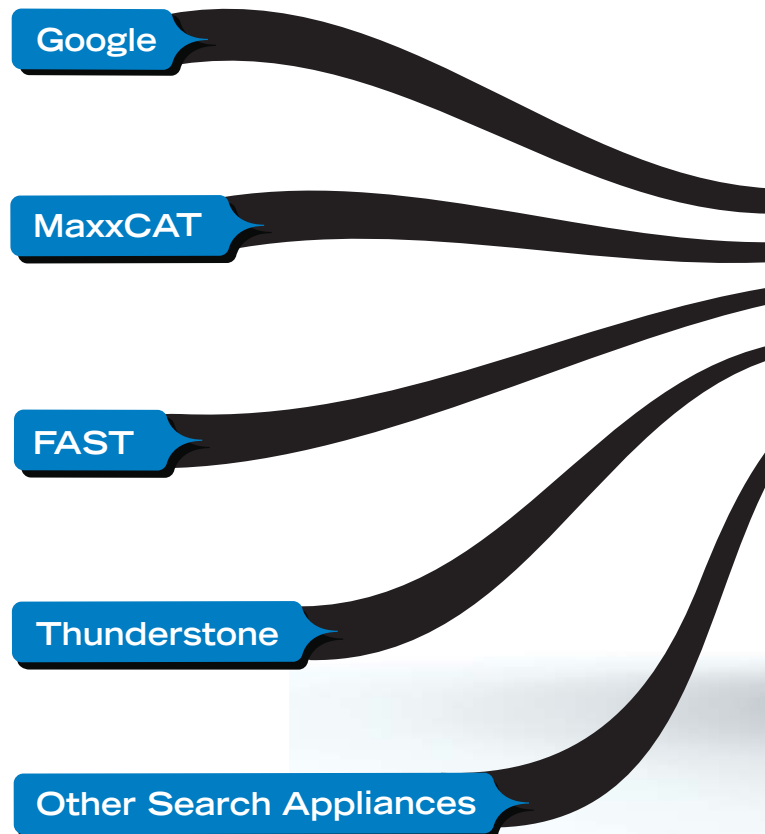 Google
MaxxCAT
FAST
Thunderstone
Other Search Appliances